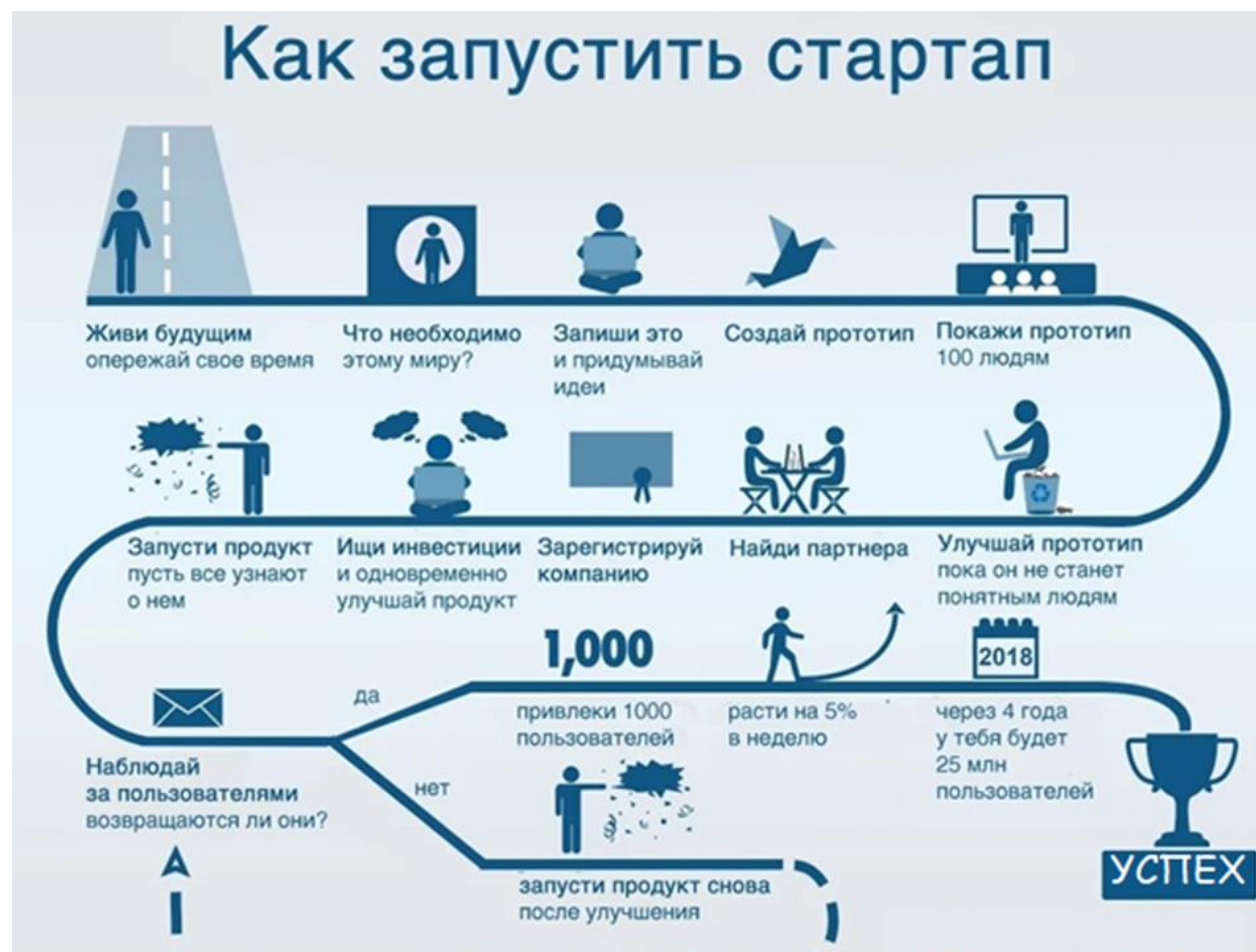 Как запустить стартап
Живи будущим
опережай свое время
Что необходимо
этому миру?
Запиши это
и придумывай
идеи
Создай прототип
Покажи прототип
100 людям
Улучшай прототип
пока он не станет
понятным людям
Найди партнера
Зарегистрируй
компанию
Ищи инвестиции
и одновременно
улучшай продукт
Запусти продукт
пусть все узнают
о нем
Наблюдай
за пользователями
возвращаются ли они?
да
1,000
привлеки 1000
пользователей
расти на 5%
в неделю
2018
через 4 года
у тебя будет
25 млн
пользователей
УСПЕХ
нет
запусти продукт снова
после улучшения